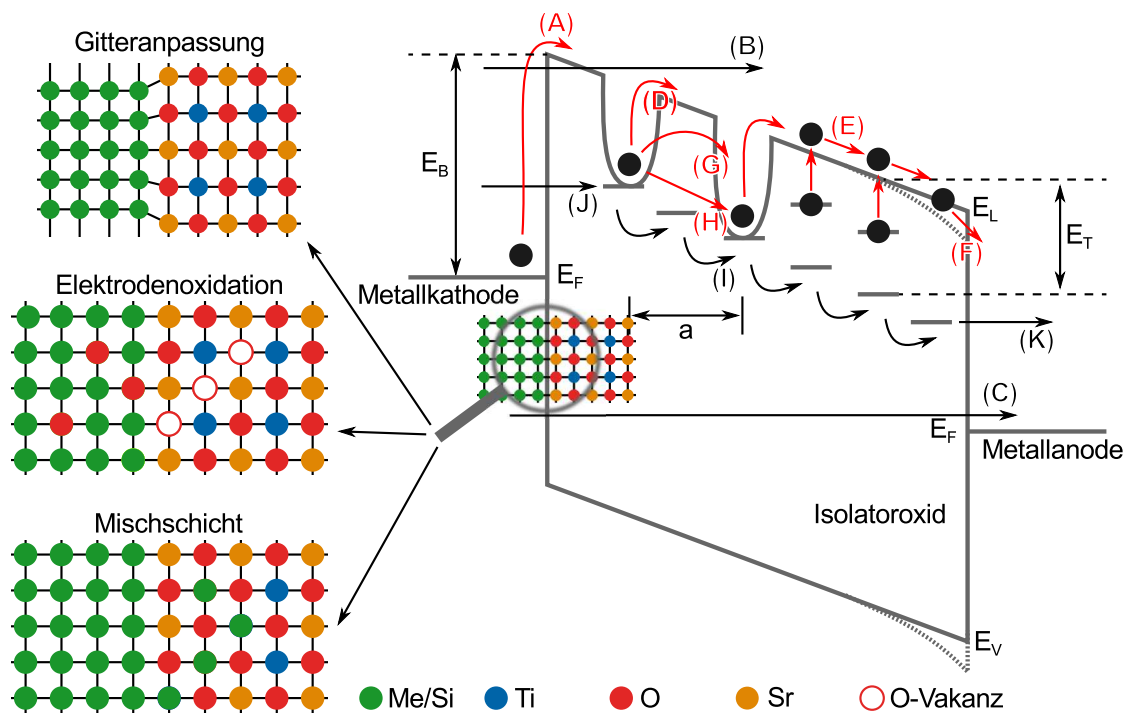 Gitteranpassung
Elektrodenoxidation
Mischschicht
(A)
(B)
(D)
(E)
E_B
(G)
(J)
(H)
E_L
E_T
(F)
E_F
Metallkathode
(I)
a
(K)
(C)
E_F
Metallanode
Isolatoroxid
E_V
Me/Si
Ti
O
Sr
O-Vakanz